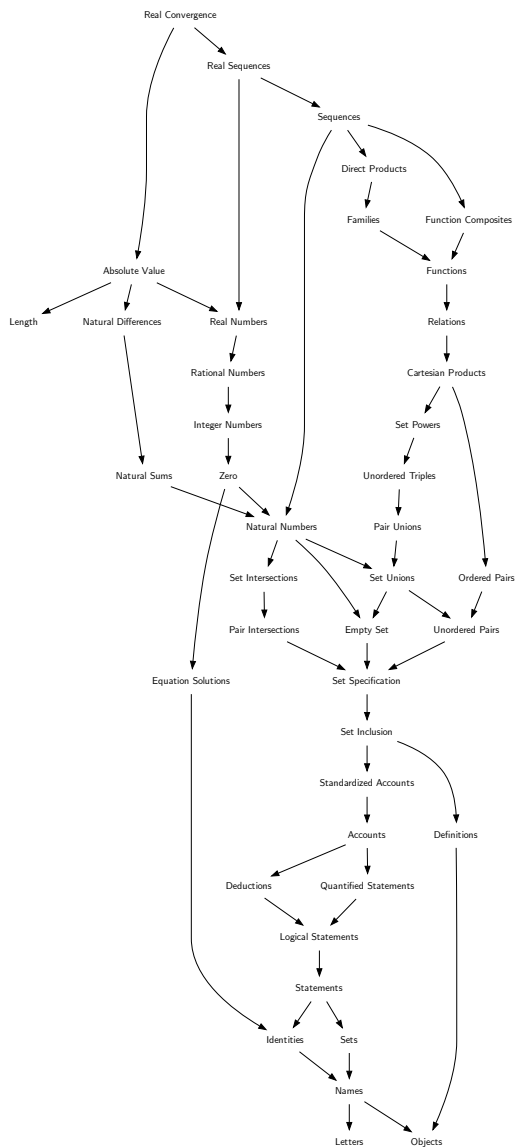 Real Convergence
Real Sequences
Sequences
Direct Products
Families
Function Composites
Absolute Value
Functions
Length
Natural Differences
Real Numbers
Relations
Rational Numbers
Cartesian Products
Integer Numbers
Set Powers
Natural Sums
Zero
Unordered Triples
Natural Numbers
Pair Unions
Set Intersections
Set Unions
Ordered Pairs
Pair Intersections
Empty Set
Unordered Pairs
Equation Solutions
Set Specification
Set Inclusion
Standardized Accounts
Accounts
Definitions
Deductions
Quantified Statements
Logical Statements
Statements
Identities
Sets
Names
Letters
Objects